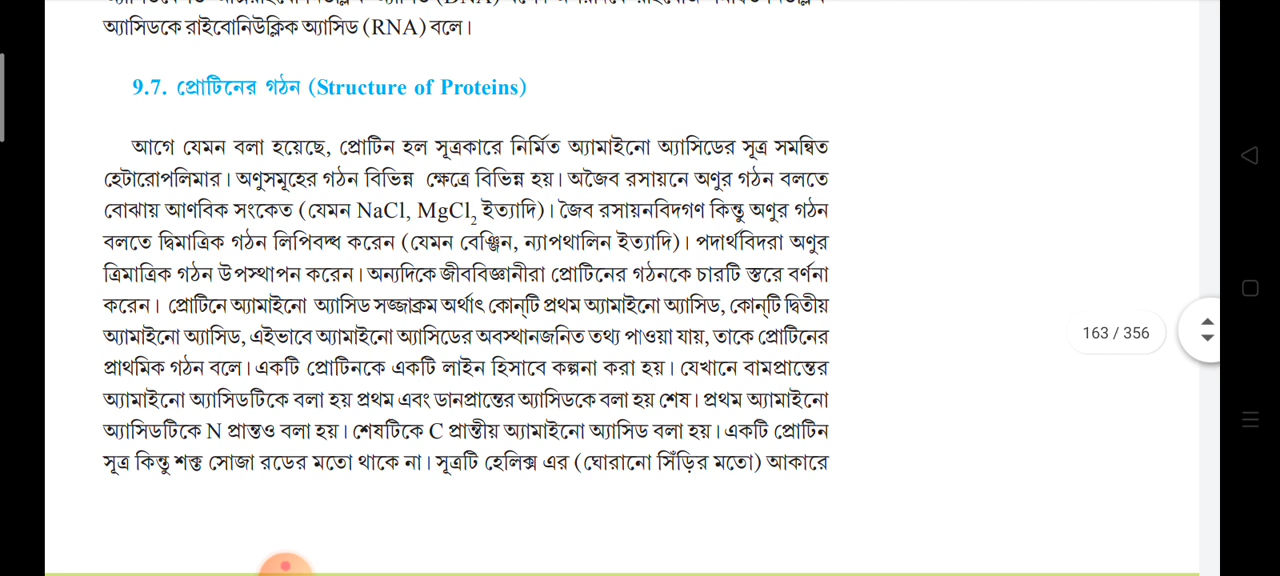 অ্যাসিডকে রাইবোনিউক্লিক অ্যাসিড (RNA) বলে।
9.7. প্রোটিনের গঠন (Structure of Proteins)
আগে যেমন বলা হয়েছে, প্রোটিন হল সূত্রকারে নির্মিত অ্যামাইনো অ্যাসিডের সূত্র সমন্বিত
হেটারোপলিমার। অণুসমূহের গঠন বিভিন্ন ক্ষেত্রে বিভিন্ন হয়। অজৈব রসায়নে অণুর গঠন বলতে
বোঝায় আণবিক সংকেত (যেমন NaCl, MgCl₂ ইত্যাদি)। জৈব রসায়নবিদগণ কিন্তু অণুর গঠন
বলতে দ্বিমাত্রিক গঠন লিপিবদ্ধ করেন (যেমন বেঞ্জিন, ন্যাপথালিন ইত্যাদি)। পদার্থবিদরা অণুর
ত্রিমাত্রিক গঠন উপস্থাপন করেন। অন্যদিকে জীববিজ্ঞানীরা প্রোটিনের গঠনকে চারটি স্তরে বর্ণনা
করেন। প্রোটিনে অ্যামাইনো অ্যাসিড সজ্জাক্রম অর্থাৎ কোন্‌টি প্রথম অ্যামাইনো অ্যাসিড, কোন্‌টি দ্বিতীয়
অ্যামাইনো অ্যাসিড, এইভাবে অ্যামাইনো অ্যাসিডের অবস্থানজনিত তথ্য পাওয়া যায়, তাকে প্রোটিনের
প্রাথমিক গঠন বলে। একটি প্রোটিনকে একটি লাইন হিসাবে কল্পনা করা হয়। যেখানে বামপ্রান্তের
অ্যামাইনো অ্যাসিডটিকে বলা হয় প্রথম এবং ডানপ্রান্তের অ্যাসিডকে বলা হয় শেষ। প্রথম অ্যামাইনো
অ্যাসিডটিকে N প্রান্তও বলা হয়। শেষটিকে C প্রান্তীয় অ্যামাইনো অ্যাসিড বলা হয়। একটি প্রোটিন
সূত্র কিন্তু শক্ত সোজা রডের মতো থাকে না। সূত্রটি হেলিক্স এর (ঘোরানো সিঁড়ির মতো) আকারে
163 / 356